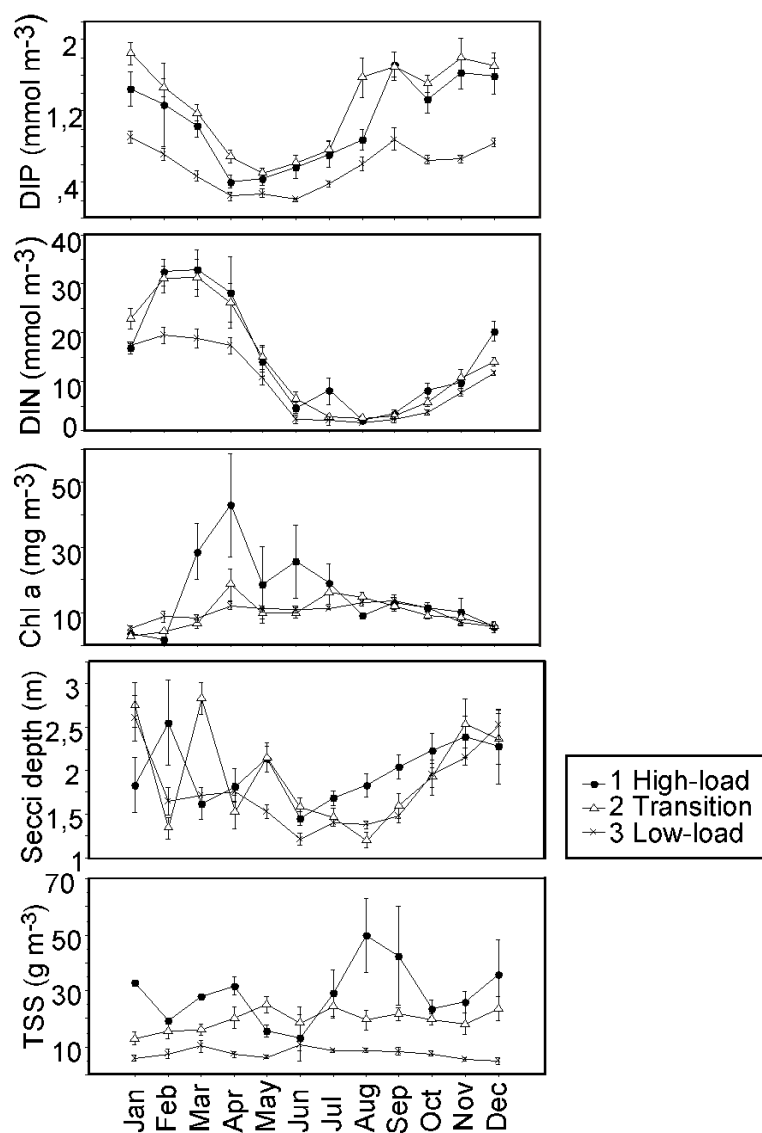 DIP (mmol m-3)
2
1,2
,4
DIN (mmol m-3)
40
30
20
10
0
Chl a (mg m-3)
50
30
10
Secci depth (m)
3
2,5
2
1,5
1
TSS (g m-3)
70
50
30
10
Jan
Feb
Mar
Apr
May
Jun
Jul
Aug
Sep
Oct
Nov
Dec
1 High-load
2 Transition
3 Low-load